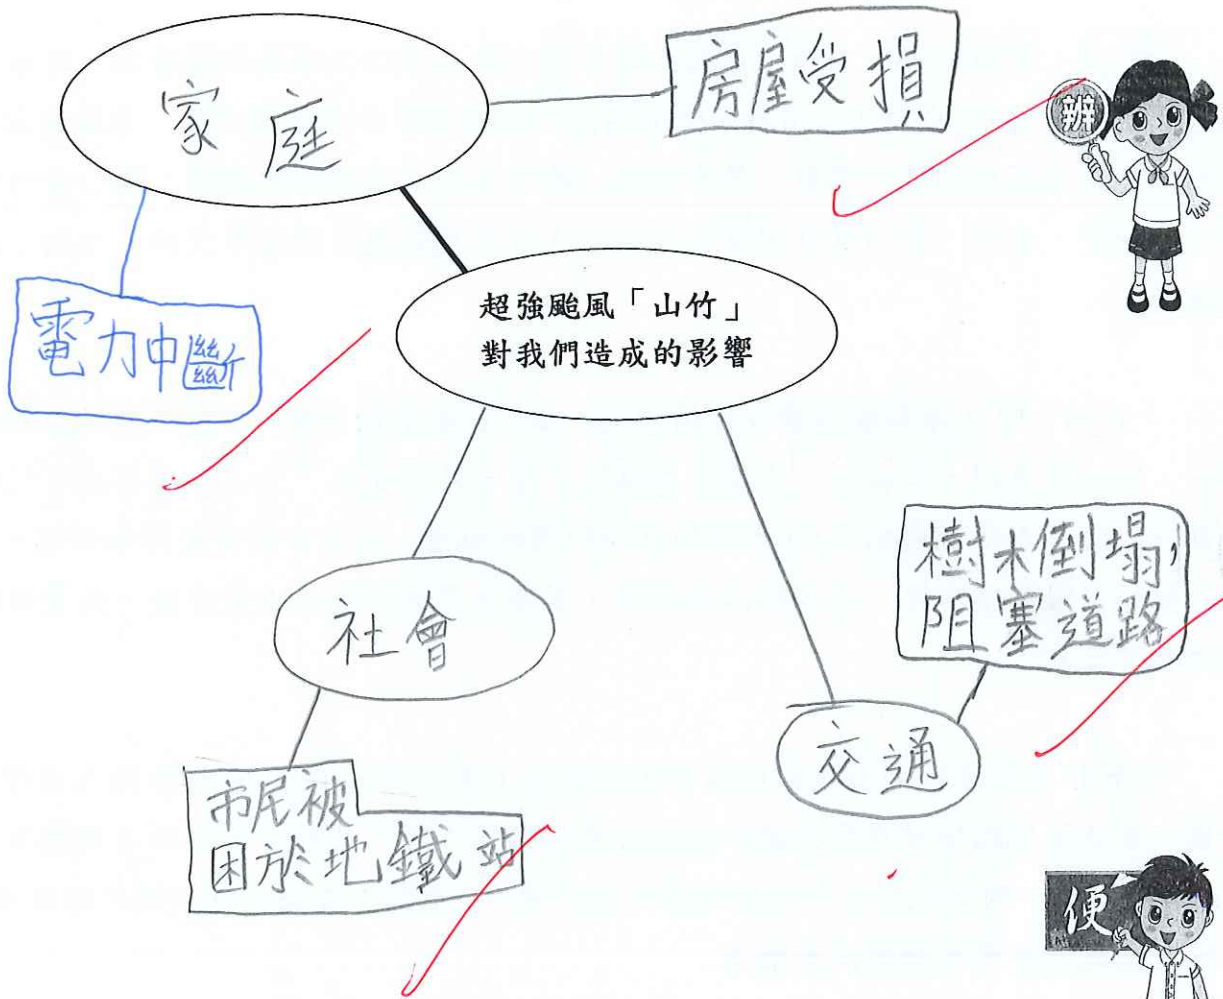 家庭
房屋受損
辨
超強颱風「山竹」
對我們造成的影響
電力中斷
樹木倒塌,
阻塞道路
社會
交通
市民被
困於地鐵站
便